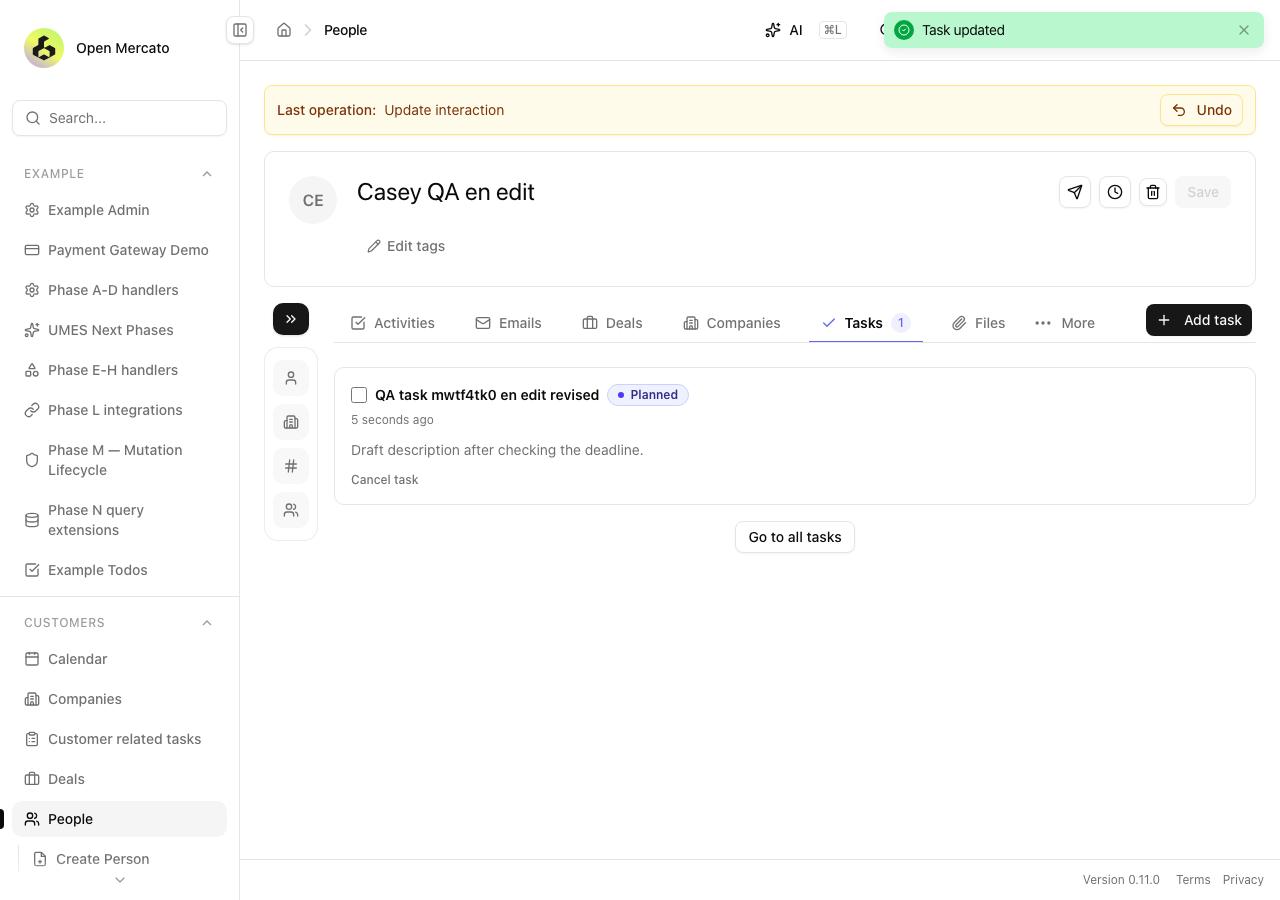 Open Mercato
Search...
EXAMPLE
Example Admin
Payment Gateway Demo
Phase A-D handlers
UMES Next Phases
Phase E-H handlers
Phase L integrations
Phase M — Mutation
Lifecycle
Phase N query
extensions
Example Todos
CUSTOMERS
Calendar
Companies
Customer related tasks
Deals
People
Create Person
People
AI
⌘L
Task updated
Last operation: Update interaction
Undo
CE
Casey QA en edit
Save
Edit tags
Activities
Emails
Deals
Companies
Tasks 1
Files
More
Add task
QA task mwtf4tk0 en edit revised
Planned
5 seconds ago
Draft description after checking the deadline.
Cancel task
Go to all tasks
Version 0.11.0
Terms
Privacy